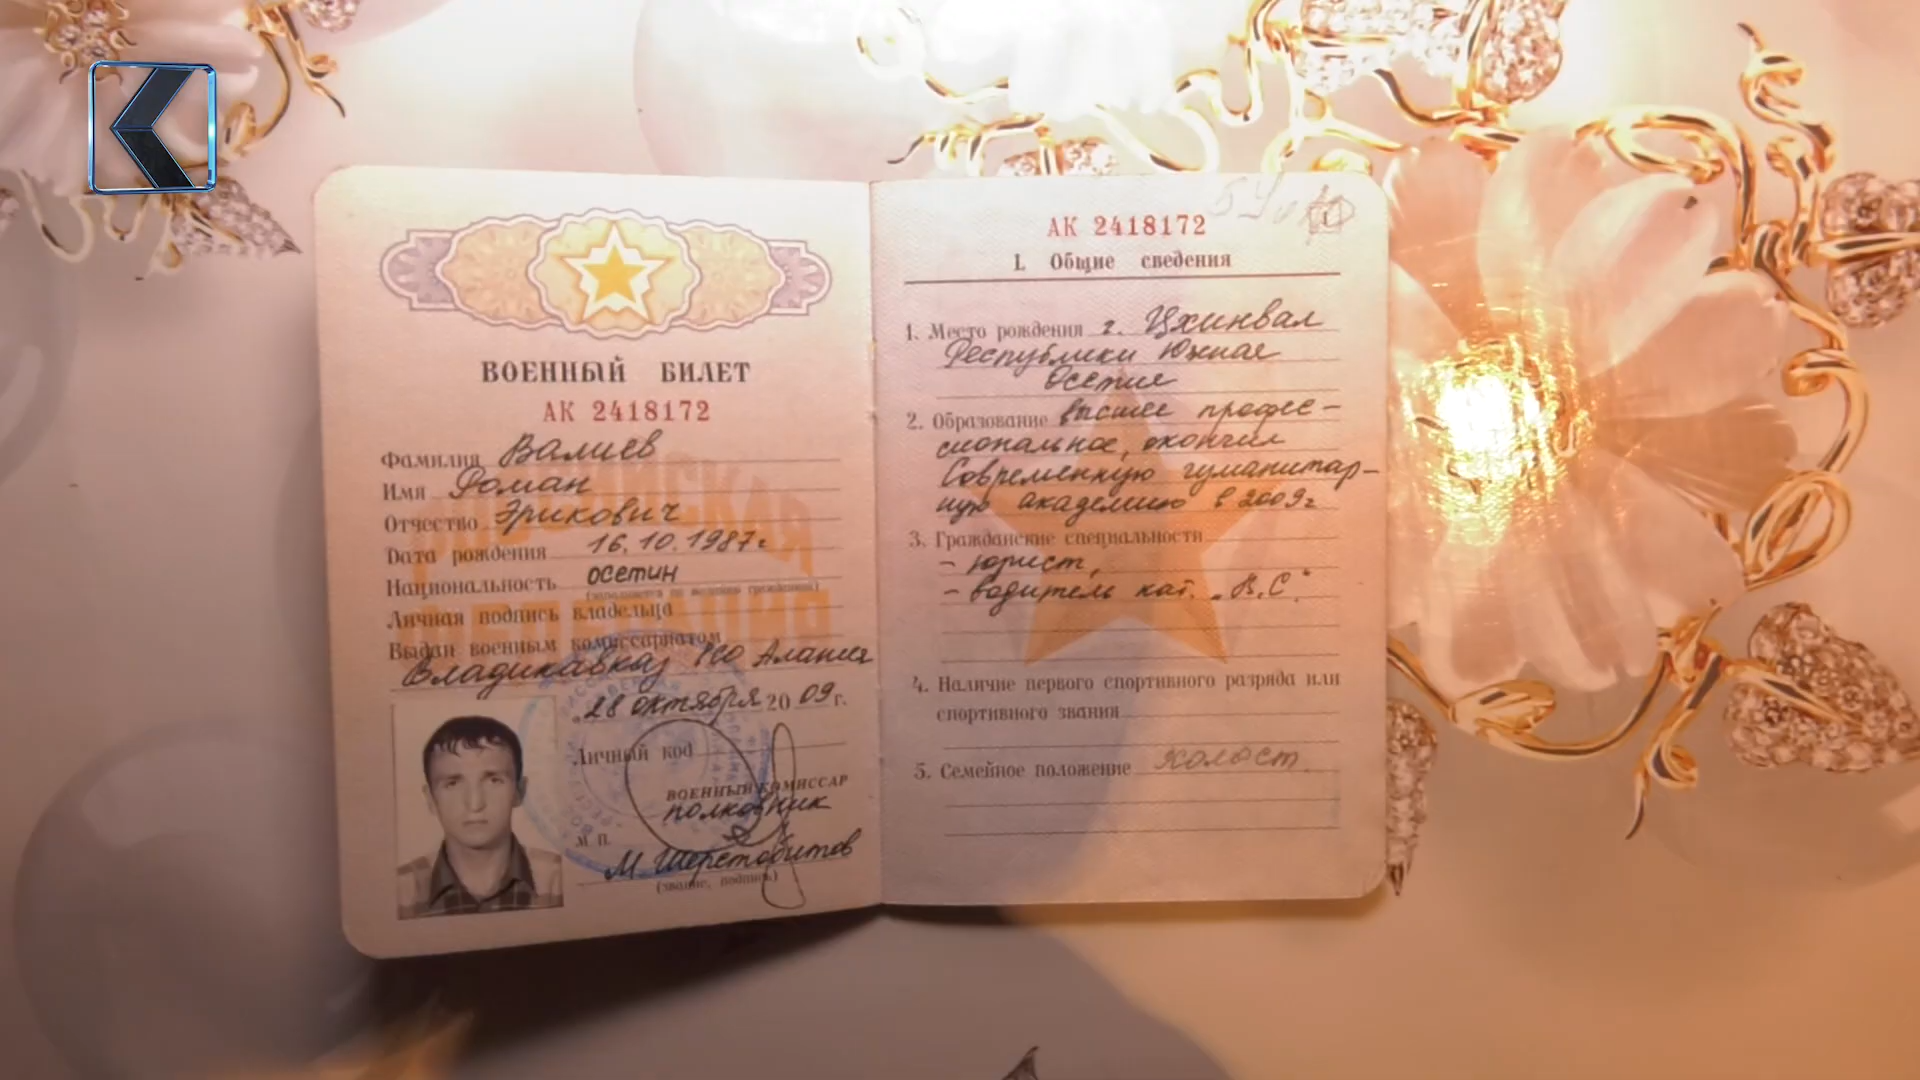 ВОЕННЫЙ БИЛЕТ
АК 2418172
Фамилия Валиев
Имя Роман
Отчество Эрикович
Дата рождения 16.10.1987г
Национальность осетин
Личная подпись владельца
Выдан военным комиссариатом
Владикавказ РСО Алания
"28 октября 2009 г.
Личный код
ВОЕННЫЙ КОМИССАР
полковник
М.П.
М Шерстобитов
(звание, подпись)
АК 2418172
I. Общие сведения
1. Место рождения г. Цхинвал
Республики Южная
Осетия
2. Образование высшее профес-
сиональное, окончил
Современную гуманитар-
ную академию в 2009г
3. Гражданские специальности
- юрист,
- водитель кат. „В,С"
4. Наличие первого спортивного разряда или
спортивного звания
5. Семейное положение холост